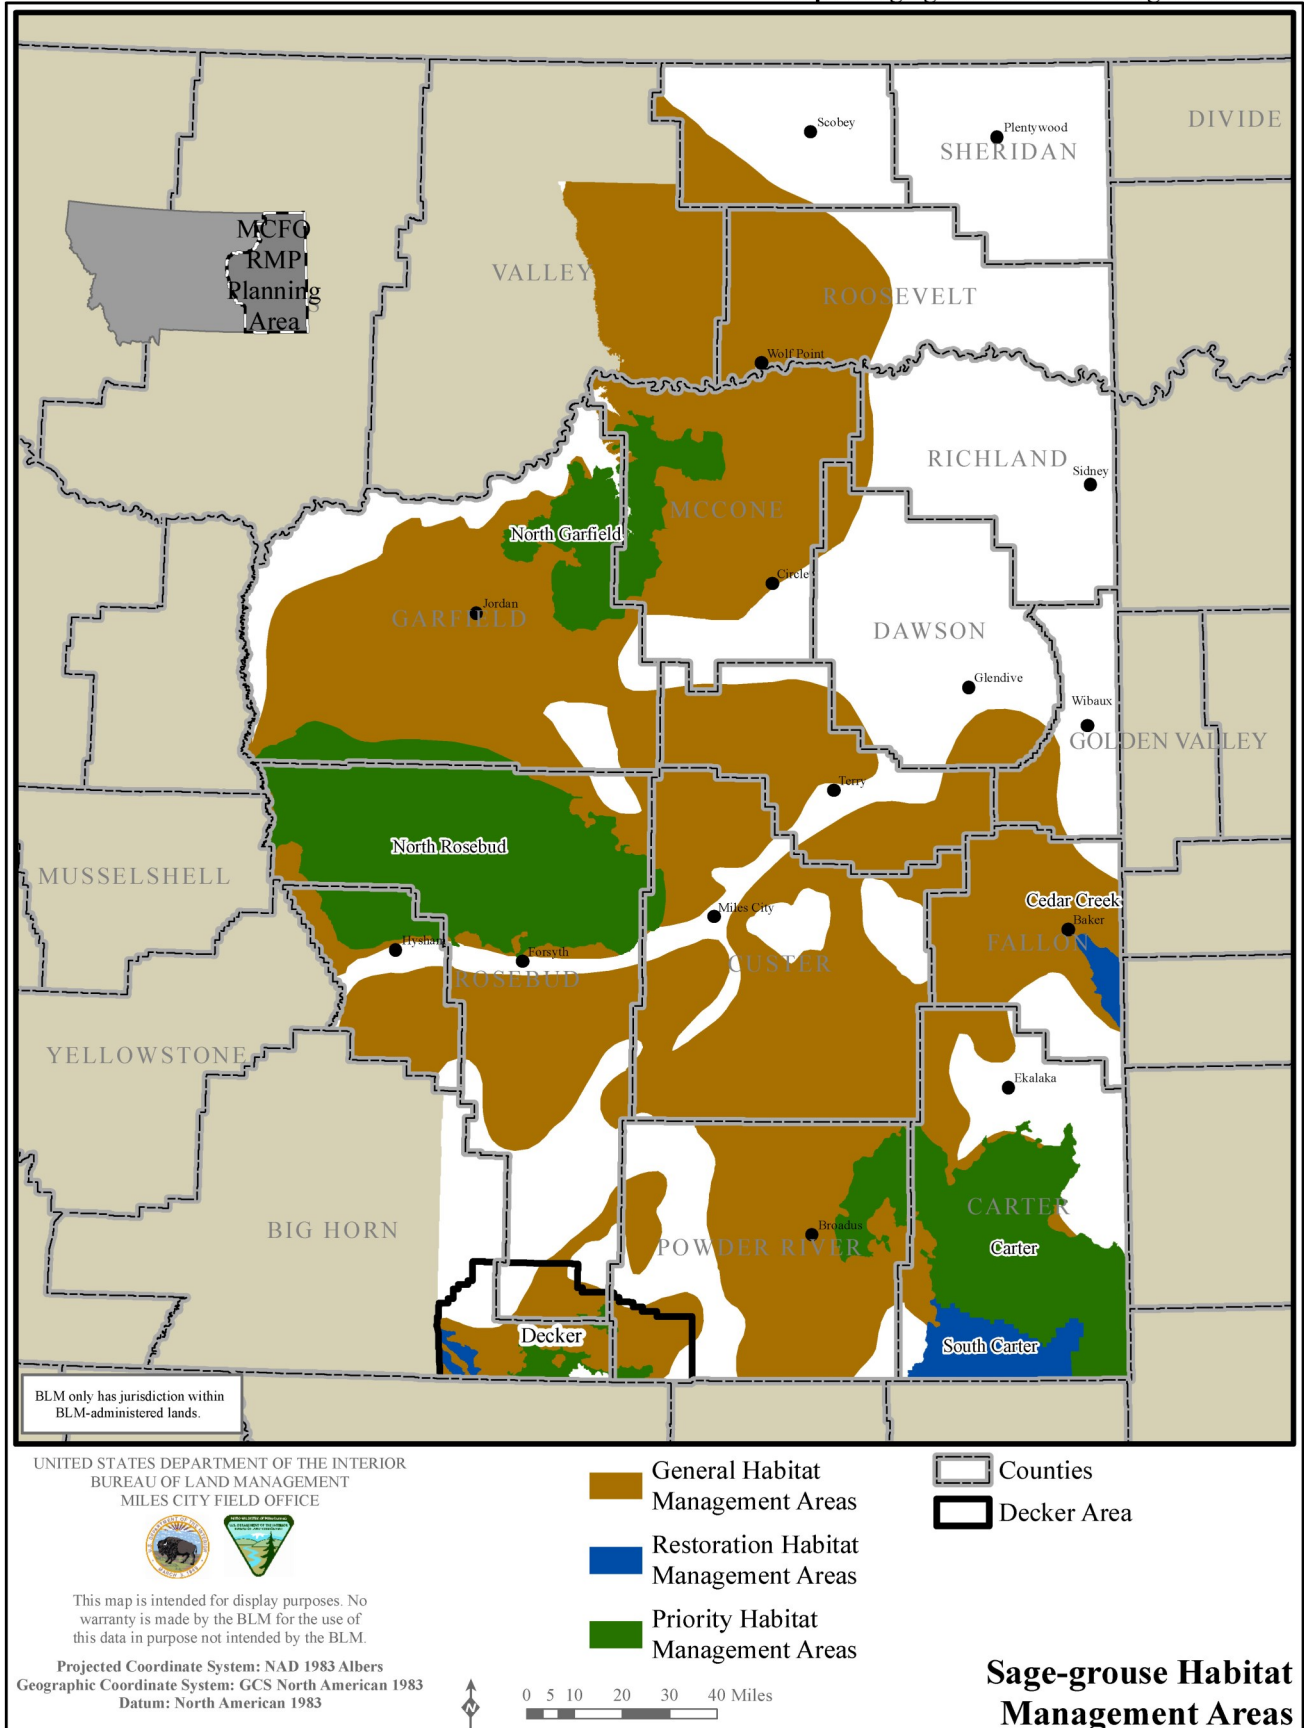 DIVIDE
Scobey
Plentywood
SHERIDAN
MCFO
RMP
Planning
Area
VALLEY
ROOSEVELT
Wolf Point
RICHLAND
Sidney
MCCONE
North Garfield
Circle
Jordan
GARFIELD
DAWSON
Glendive
Wibaux
GOLDEN VALLEY
Terry
North Rosebud
MUSSELSHELL
Cedar Creek
Miles City
Baker
FALLON
Hysham
Forsyth
CUSTER
ROSEBUD
YELLOWSTONE
Ekalaka
CARTER
BIG HORN
Broadus
POWDER RIVER
Carter
Decker
South Carter
BLM only has jurisdiction within
BLM-administered lands.
UNITED STATES DEPARTMENT OF THE INTERIOR
BUREAU OF LAND MANAGEMENT
MILES CITY FIELD OFFICE
This map is intended for display purposes. No
warranty is made by the BLM for the use of
this data in purpose not intended by the BLM.
Projected Coordinate System: NAD 1983 Albers
Geographic Coordinate System: GCS North American 1983
Datum: North American 1983
General Habitat
Management Areas
Restoration Habitat
Management Areas
Priority Habitat
Management Areas
Counties
Decker Area
N
0 5 10 20 30 40 Miles
Sage-grouse Habitat
Management Areas